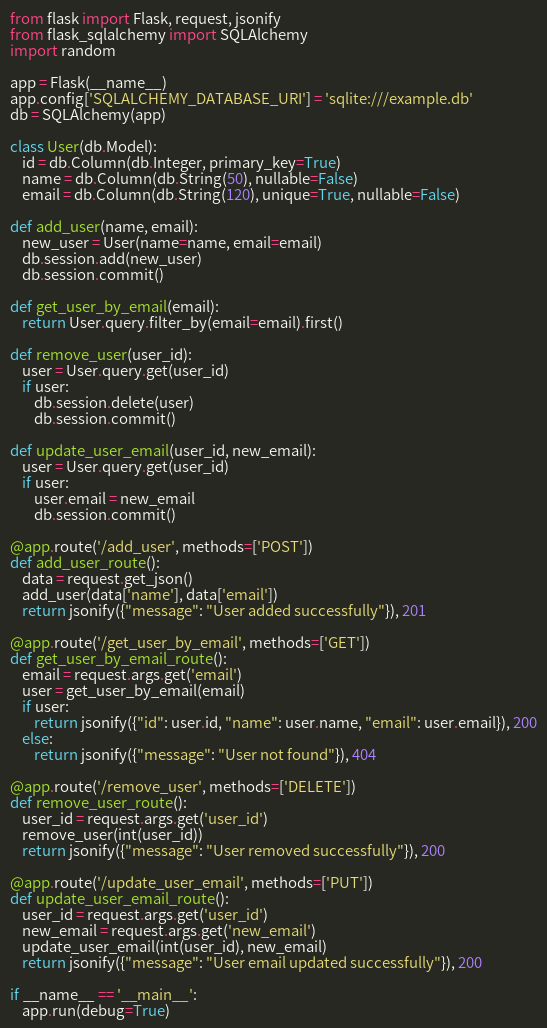 from flask import Flask, request, jsonify
from flask_sqlalchemy import SQLAlchemy
import random

app = Flask(__name__)
app.config['SQLALCHEMY_DATABASE_URI'] = 'sqlite:///example.db'
db = SQLAlchemy(app)

class User(db.Model):
    id = db.Column(db.Integer, primary_key=True)
    name = db.Column(db.String(50), nullable=False)
    email = db.Column(db.String(120), unique=True, nullable=False)

def add_user(name, email):
    new_user = User(name=name, email=email)
    db.session.add(new_user)
    db.session.commit()

def get_user_by_email(email):
    return User.query.filter_by(email=email).first()

def remove_user(user_id):
    user = User.query.get(user_id)
    if user:
        db.session.delete(user)
        db.session.commit()

def update_user_email(user_id, new_email):
    user = User.query.get(user_id)
    if user:
        user.email = new_email
        db.session.commit()

@app.route('/add_user', methods=['POST'])
def add_user_route():
    data = request.get_json()
    add_user(data['name'], data['email'])
    return jsonify({"message": "User added successfully"}), 201

@app.route('/get_user_by_email', methods=['GET'])
def get_user_by_email_route():
    email = request.args.get('email')
    user = get_user_by_email(email)
    if user:
        return jsonify({"id": user.id, "name": user.name, "email": user.email}), 200
    else:
        return jsonify({"message": "User not found"}), 404

@app.route('/remove_user', methods=['DELETE'])
def remove_user_route():
    user_id = request.args.get('user_id')
    remove_user(int(user_id))
    return jsonify({"message": "User removed successfully"}), 200

@app.route('/update_user_email', methods=['PUT'])
def update_user_email_route():
    user_id = request.args.get('user_id')
    new_email = request.args.get('new_email')
    update_user_email(int(user_id), new_email)
    return jsonify({"message": "User email updated successfully"}), 200

if __name__ == '__main__':
    app.run(debug=True)